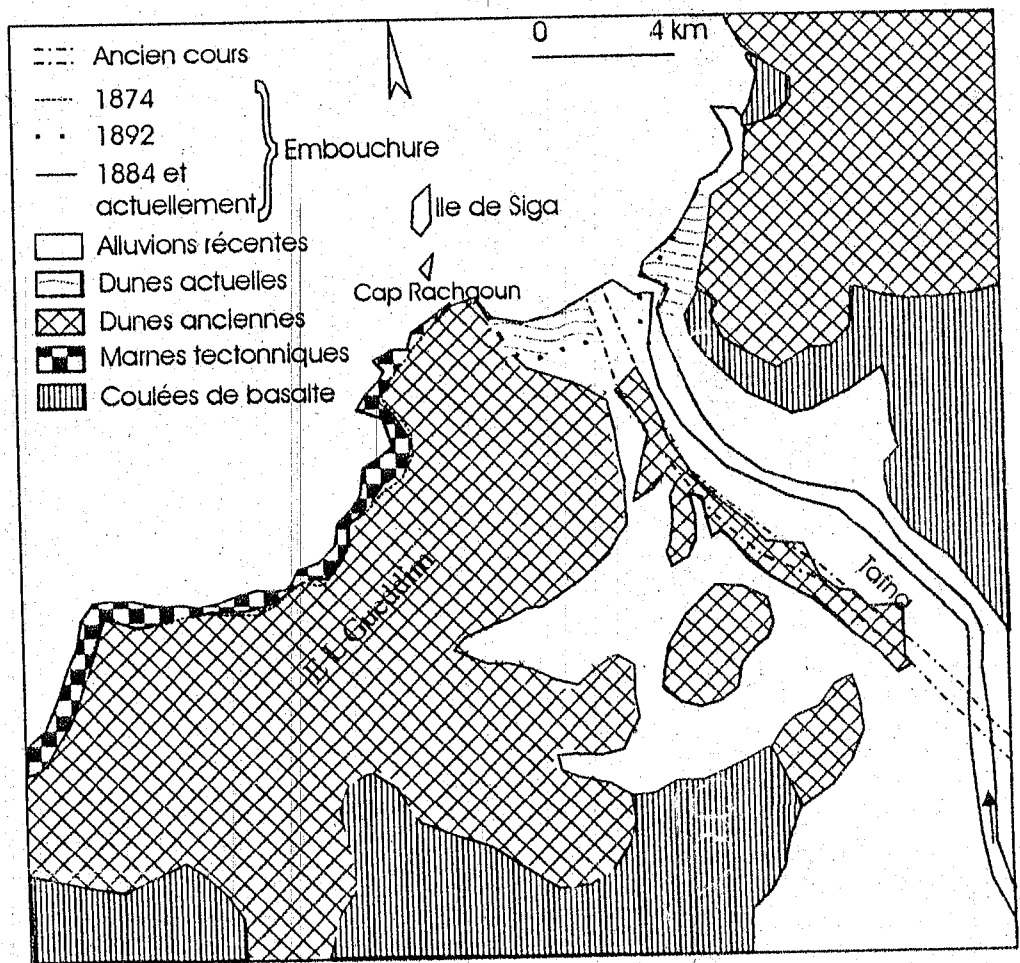 0 4 km
Ancien cours
1874
1892
Embouchure
1884 et
actuellement
Ile de Siga
Alluvions récentes
Dunes actuelles
Cap Rachgoun
Dunes anciennes
Marnes tectonniques
Coulées de basalte
Tafna